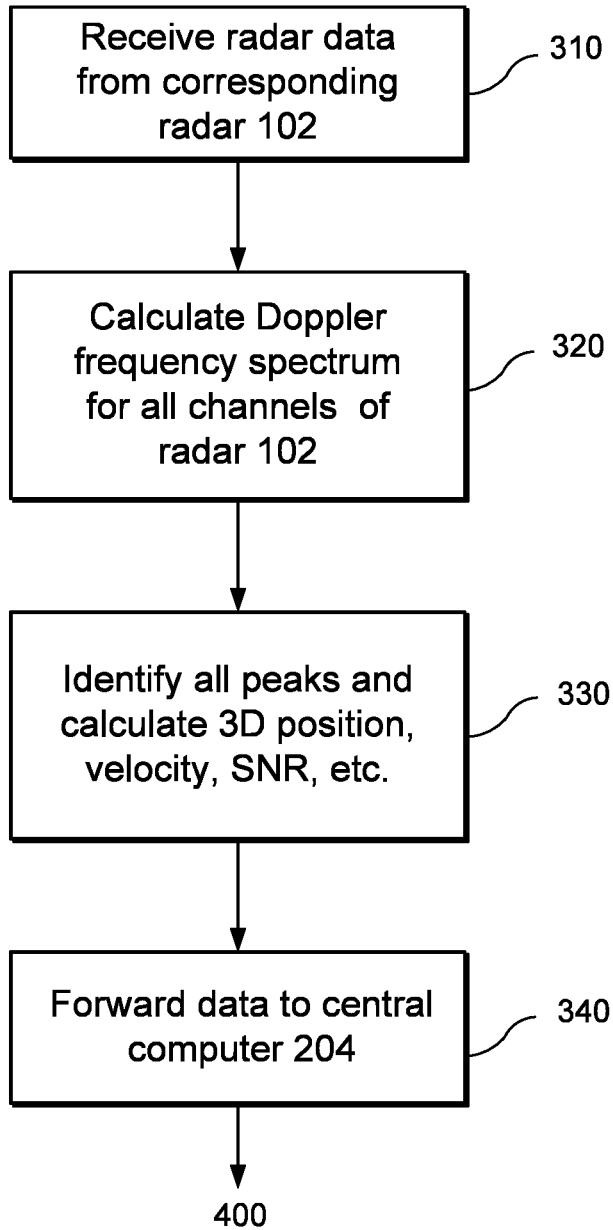 Receive radar data
from corresponding
radar 102
310
Calculate Doppler
frequency spectrum
for all channels of
radar 102
320
Identify all peaks and
calculate 3D position,
velocity, SNR, etc.
330
Forward data to central
computer 204
340
400